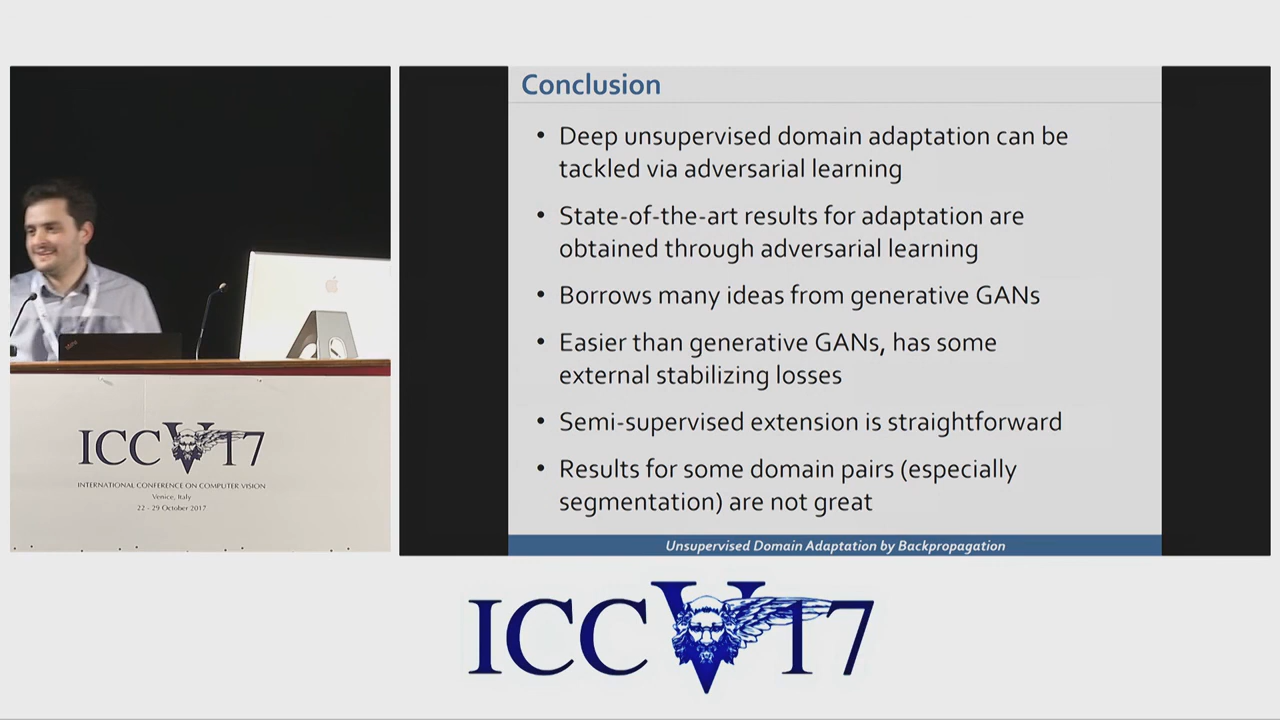 Conclusion
• Deep unsupervised domain adaptation can be
tackled via adversarial learning
• State-of-the-art results for adaptation are
obtained through adversarial learning
• Borrows many ideas from generative GANs
• Easier than generative GANs, has some
external stabilizing losses
• Semi-supervised extension is straightforward
• Results for some domain pairs (especially
segmentation) are not great
Unsupervised Domain Adaptation by Backpropagation
ICCV17
INTERNATIONAL CONFERENCE ON COMPUTER VISION
Venice, Italy
22 - 29 October 2017
ICCV17